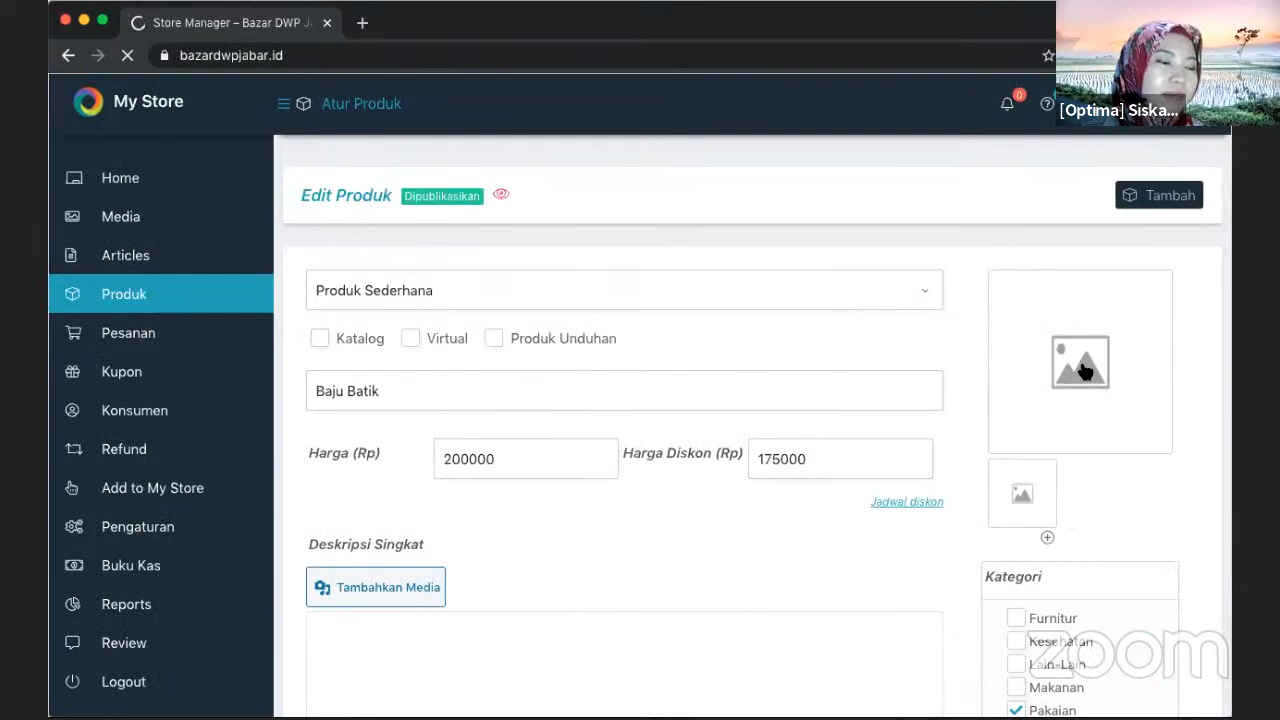 Store Manager – Bazar DWP J
bazardwpjabar.id
My Store
Atur Produk
0
[Optima] Siska...
Home
Media
Articles
Produk
Pesanan
Kupon
Konsumen
Refund
Add to My Store
Pengaturan
Buku Kas
Reports
Review
Logout
Edit Produk
Dipublikasikan
Tambah
Produk Sederhana
Katalog
Virtual
Produk Unduhan
Baju Batik
Harga (Rp)
200000
Harga Diskon (Rp)
175000
Jadwal diskon
Deskripsi Singkat
Tambahkan Media
Kategori
Furnitur
Kesehatan
Lain-Lain
Makanan
Pakaian
zoom